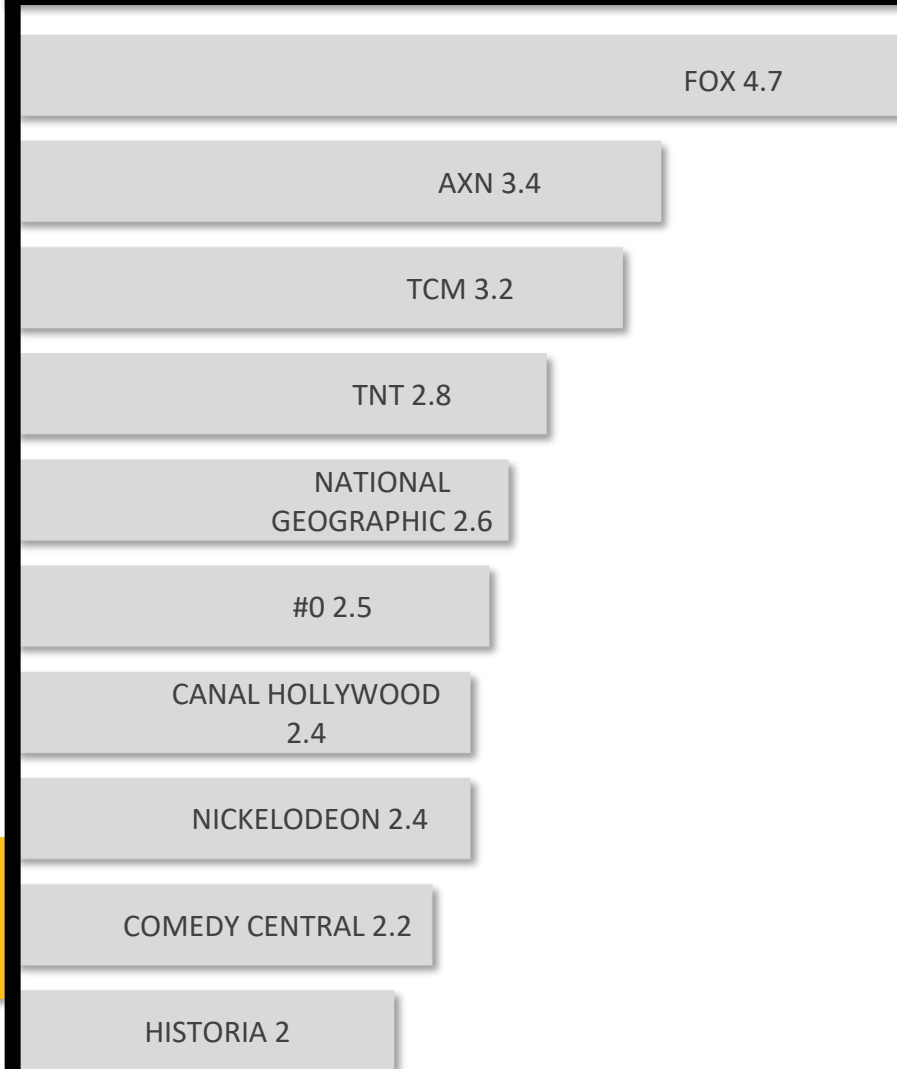 FOX 4.7
AXN 3.4
TCM 3.2
TNT 2.8
NATIONAL
GEOGRAPHIC 2.6
#0 2.5
CANAL HOLLYWOOD
2.4
NICKELODEON 2.4
COMEDY CENTRAL 2.2
HISTORIA 2